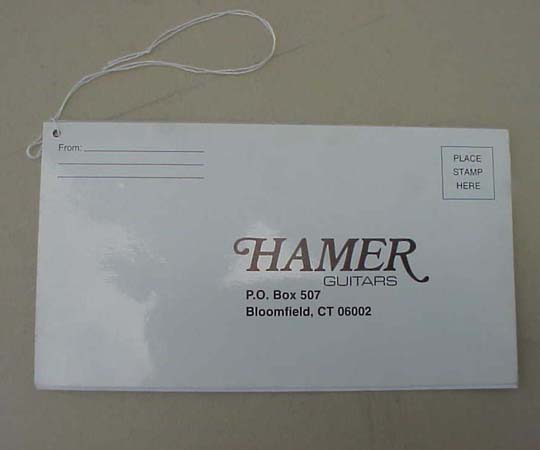 From:
PLACE
STAMP
HERE
HAMER
GUITARS
P.O. Box 507
Bloomfield, CT 06002